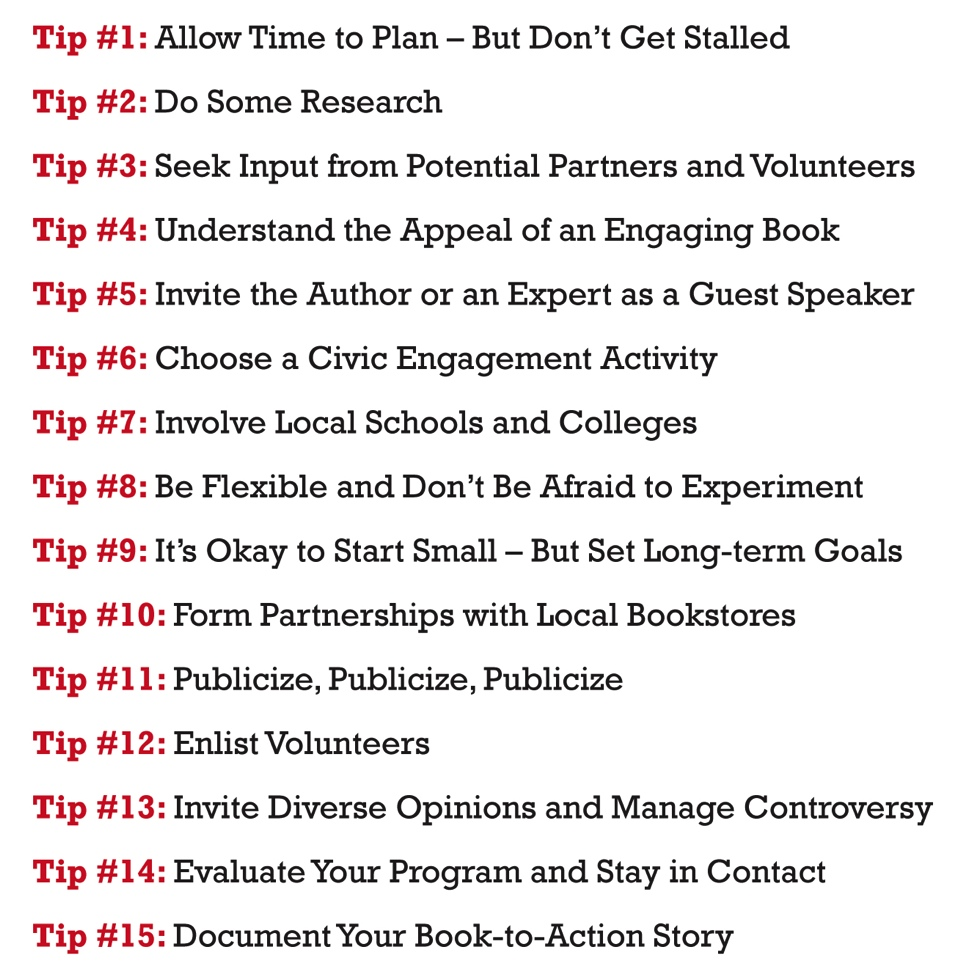 Tip #1: Allow Time to Plan – But Don’t Get Stalled
Tip #2: Do Some Research
Tip #3: Seek Input from Potential Partners and Volunteers
Tip #4: Understand the Appeal of an Engaging Book
Tip #5: Invite the Author or an Expert as a Guest Speaker
Tip #6: Choose a Civic Engagement Activity
Tip #7: Involve Local Schools and Colleges
Tip #8: Be Flexible and Don’t Be Afraid to Experiment
Tip #9: It’s Okay to Start Small – But Set Long-term Goals
Tip #10: Form Partnerships with Local Bookstores
Tip #11: Publicize, Publicize, Publicize
Tip #12: Enlist Volunteers
Tip #13: Invite Diverse Opinions and Manage Controversy
Tip #14: Evaluate Your Program and Stay in Contact
Tip #15: Document Your Book-to-Action Story